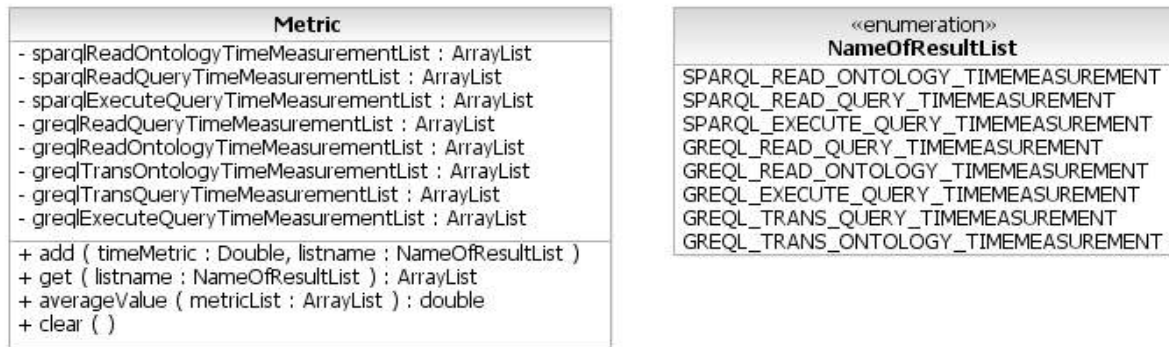 Metric
- sparqlReadOntologyTimeMeasurementList : ArrayList
- sparqlReadQueryTimeMeasurementList : ArrayList
- sparqlExecuteQueryTimeMeasurementList : ArrayList
- greqlReadQueryTimeMeasurementList : ArrayList
- greqlReadOntologyTimeMeasurementList : ArrayList
- greqlTransOntologyTimeMeasurementList : ArrayList
- greqlTransQueryTimeMeasurementList : ArrayList
- greqlExecuteQueryTimeMeasurementList : ArrayList
+ add ( timeMetric : Double, listname : NameOfResultList )
+ get ( listname : NameOfResultList ) : ArrayList
+ averageValue ( metricList : ArrayList ) : double
+ clear ( )
«enumeration»
NameOfResultList
SPARQL_READ_ONTOLOGY_TIMEMEASUREMENT
SPARQL_READ_QUERY_TIMEMEASUREMENT
SPARQL_EXECUTE_QUERY_TIMEMEASUREMENT
GREQL_READ_QUERY_TIMEMEASUREMENT
GREQL_READ_ONTOLOGY_TIMEMEASUREMENT
GREQL_EXECUTE_QUERY_TIMEMEASUREMENT
GREQL_TRANS_QUERY_TIMEMEASUREMENT
GREQL_TRANS_ONTOLOGY_TIMEMEASUREMENT